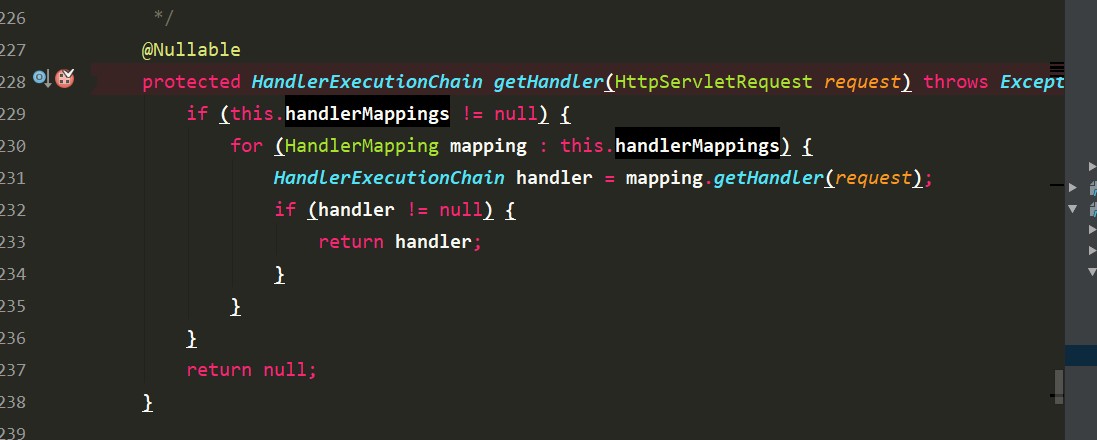 226 */
227 @Nullable
228 protected HandlerExecutionChain getHandler(HttpServletRequest request) throws Except
229 if (this.handlerMappings != null) {
230 for (HandlerMapping mapping : this.handlerMappings) {
231 HandlerExecutionChain handler = mapping.getHandler(request);
232 if (handler != null) {
233 return handler;
234 }
235 }
236 }
237 return null;
238 }
239